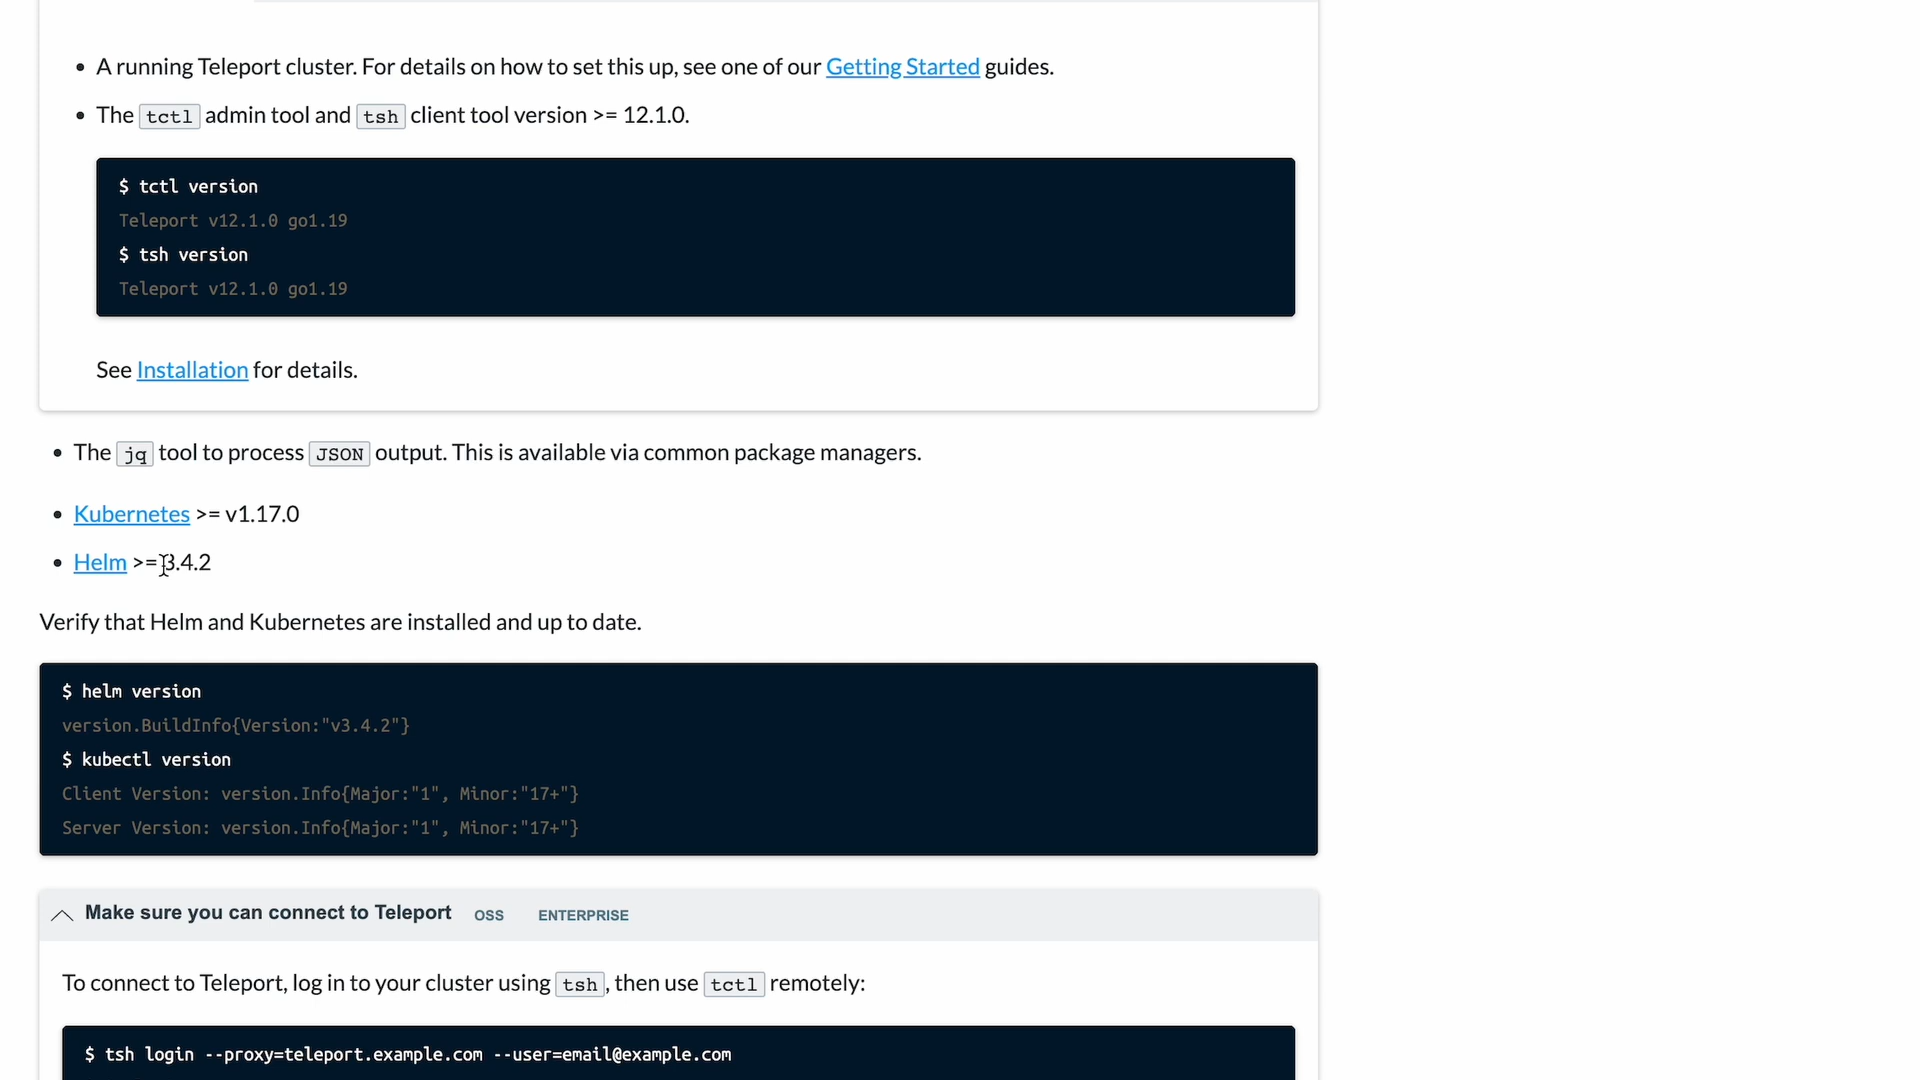 • A running Teleport cluster. For details on how to set this up, see one of our Getting Started guides.
• The tctl admin tool and tsh client tool version >= 12.1.0.
$ tctl version
Teleport v12.1.0 go1.19
$ tsh version
Teleport v12.1.0 go1.19
See Installation for details.
• The jq tool to process JSON output. This is available via common package managers.
• Kubernetes >= v1.17.0
• Helm >= 3.4.2
Verify that Helm and Kubernetes are installed and up to date.
$ helm version
version.BuildInfo{Version:"v3.4.2"}
$ kubectl version
Client Version: version.Info{Major:"1", Minor:"17+"}
Server Version: version.Info{Major:"1", Minor:"17+"}
Make sure you can connect to Teleport OSS ENTERPRISE
To connect to Teleport, log in to your cluster using tsh, then use tctl remotely:
$ tsh login --proxy=teleport.example.com --user=email@example.com